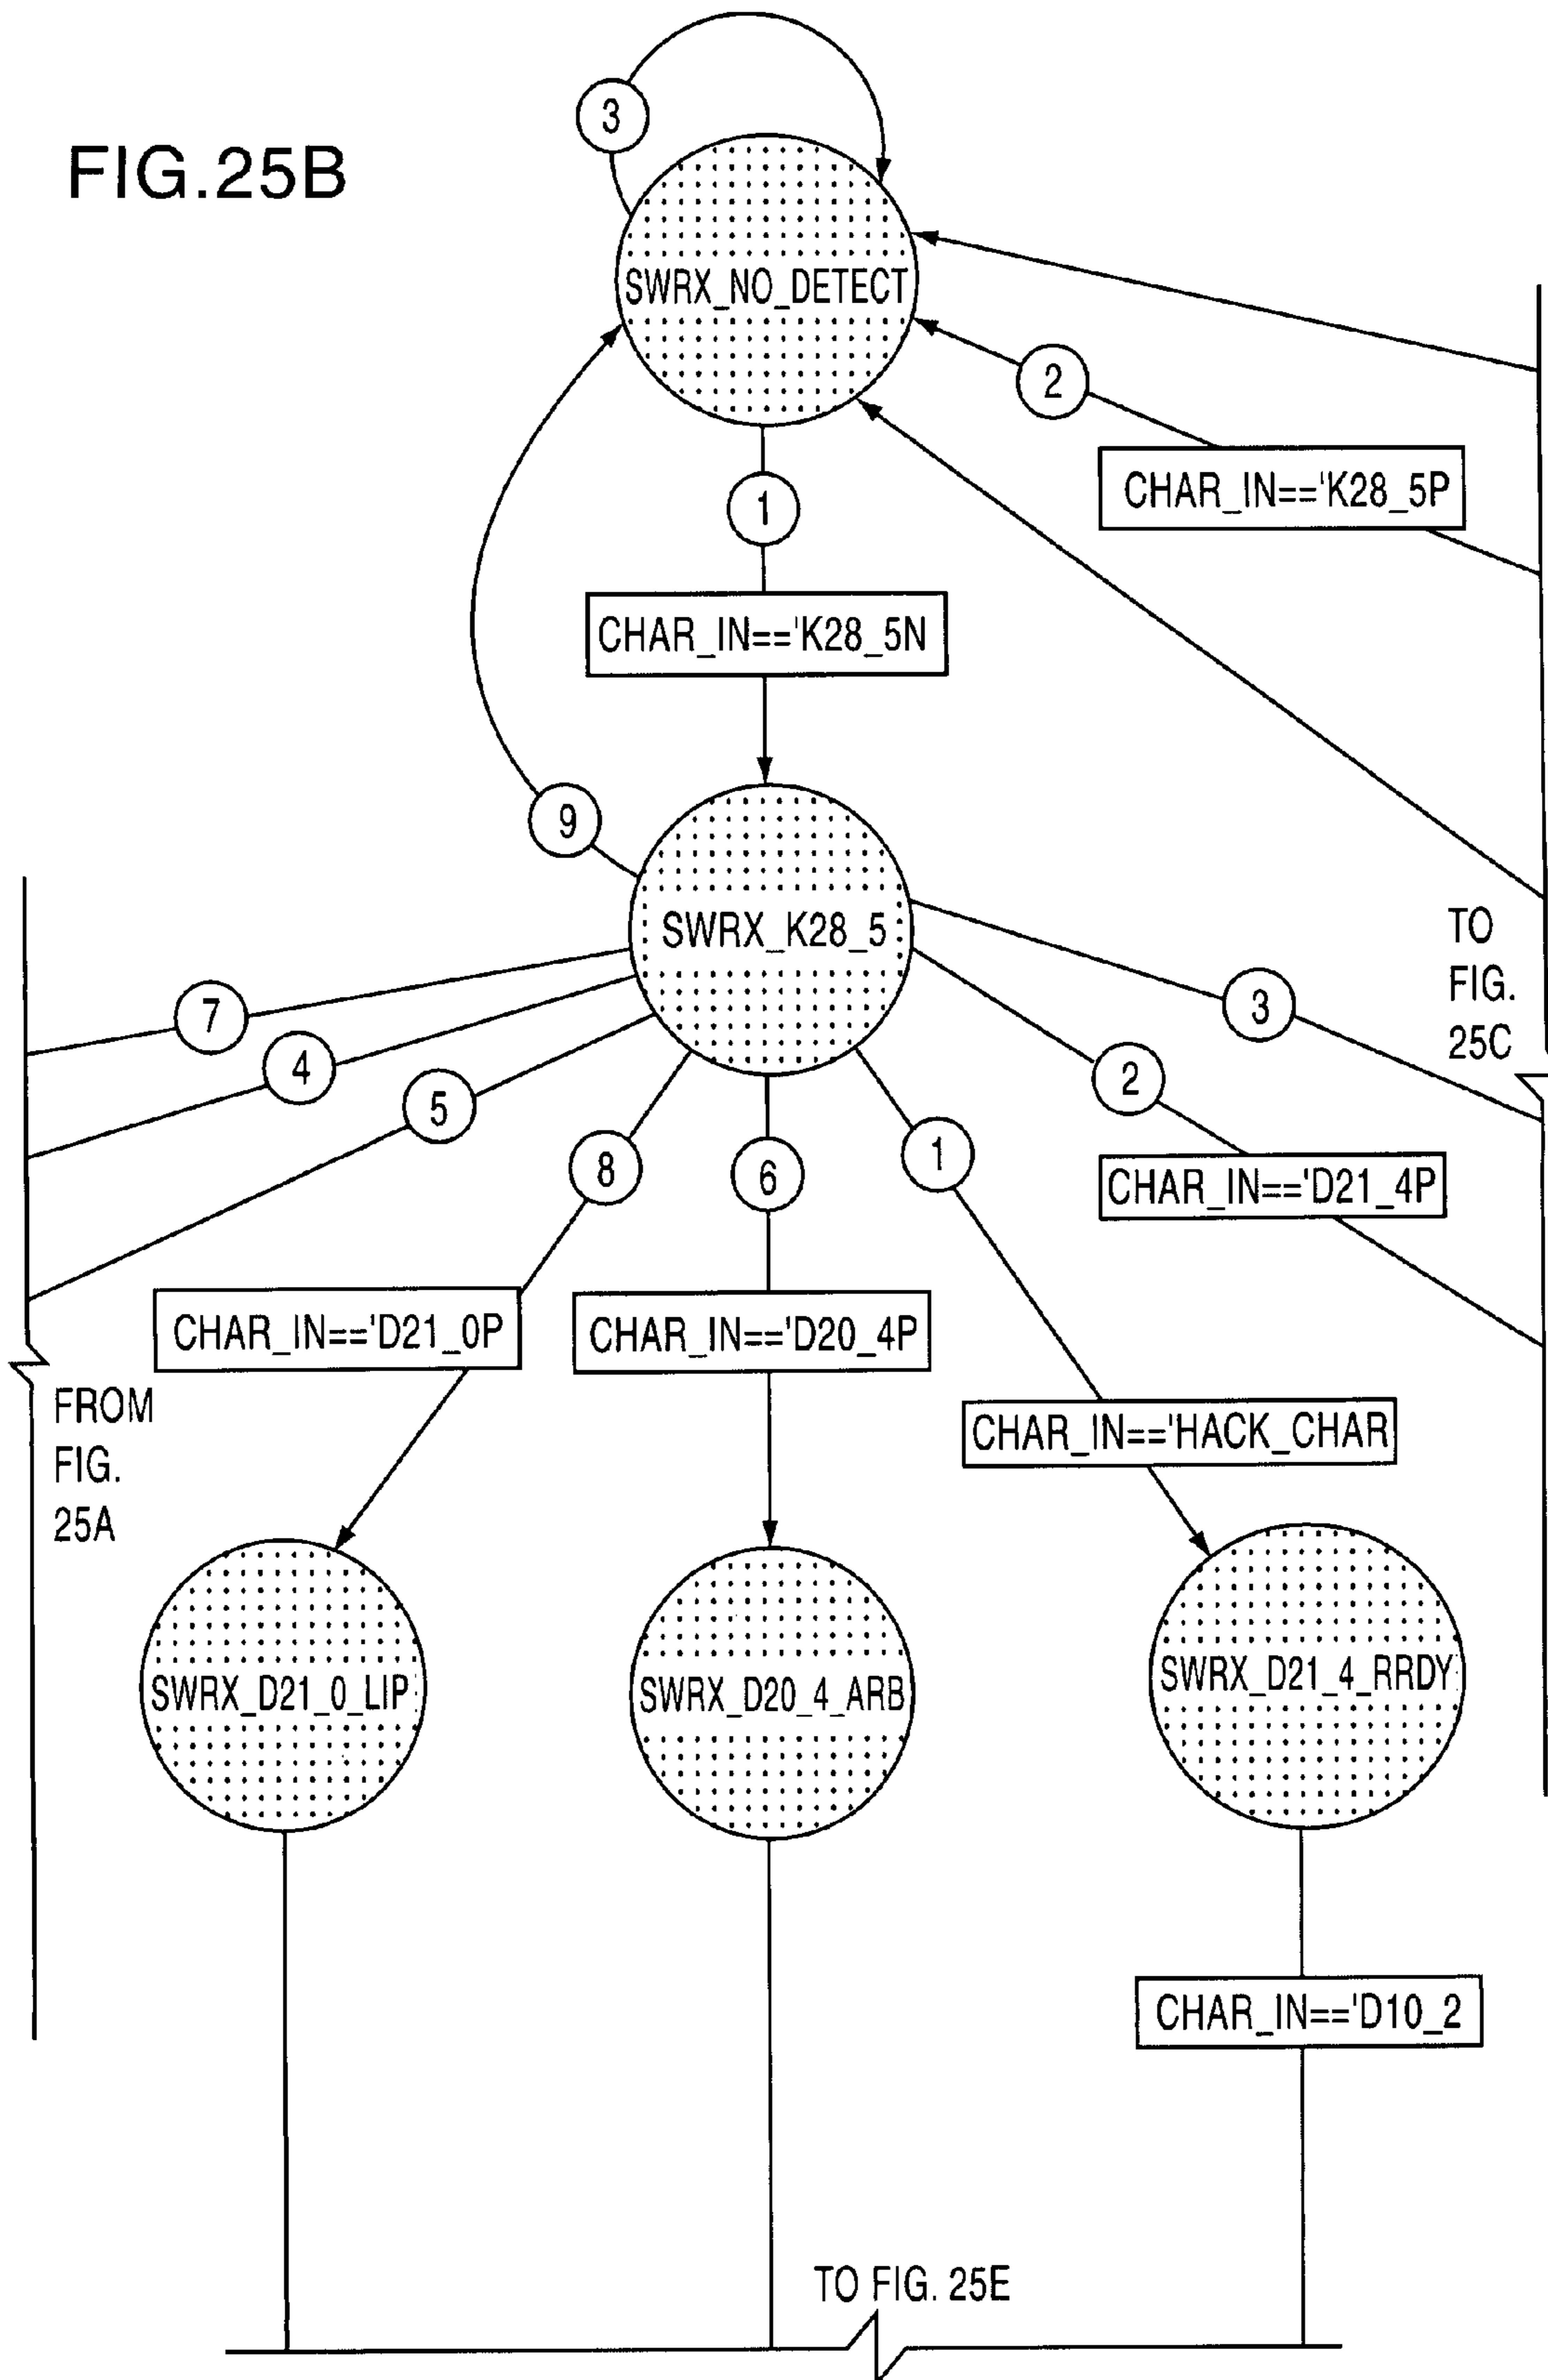 FIG.25B
3
SWRX_NO_DETECT
2
CHAR_IN=='K28_5P
1
CHAR_IN=='K28_5N
9
SWRX_K28_5
TO
FIG.
25C
7
3
4
2
5
8
6
1
CHAR_IN=='D21_4P
CHAR_IN=='D21_0P
CHAR_IN=='D20_4P
CHAR_IN=='HACK_CHAR
FROM
FIG.
25A
SWRX_D21_0_LIP
SWRX_D20_4_ARB
SWRX_D21_4_RRDY
CHAR_IN=='D10_2
TO FIG. 25E